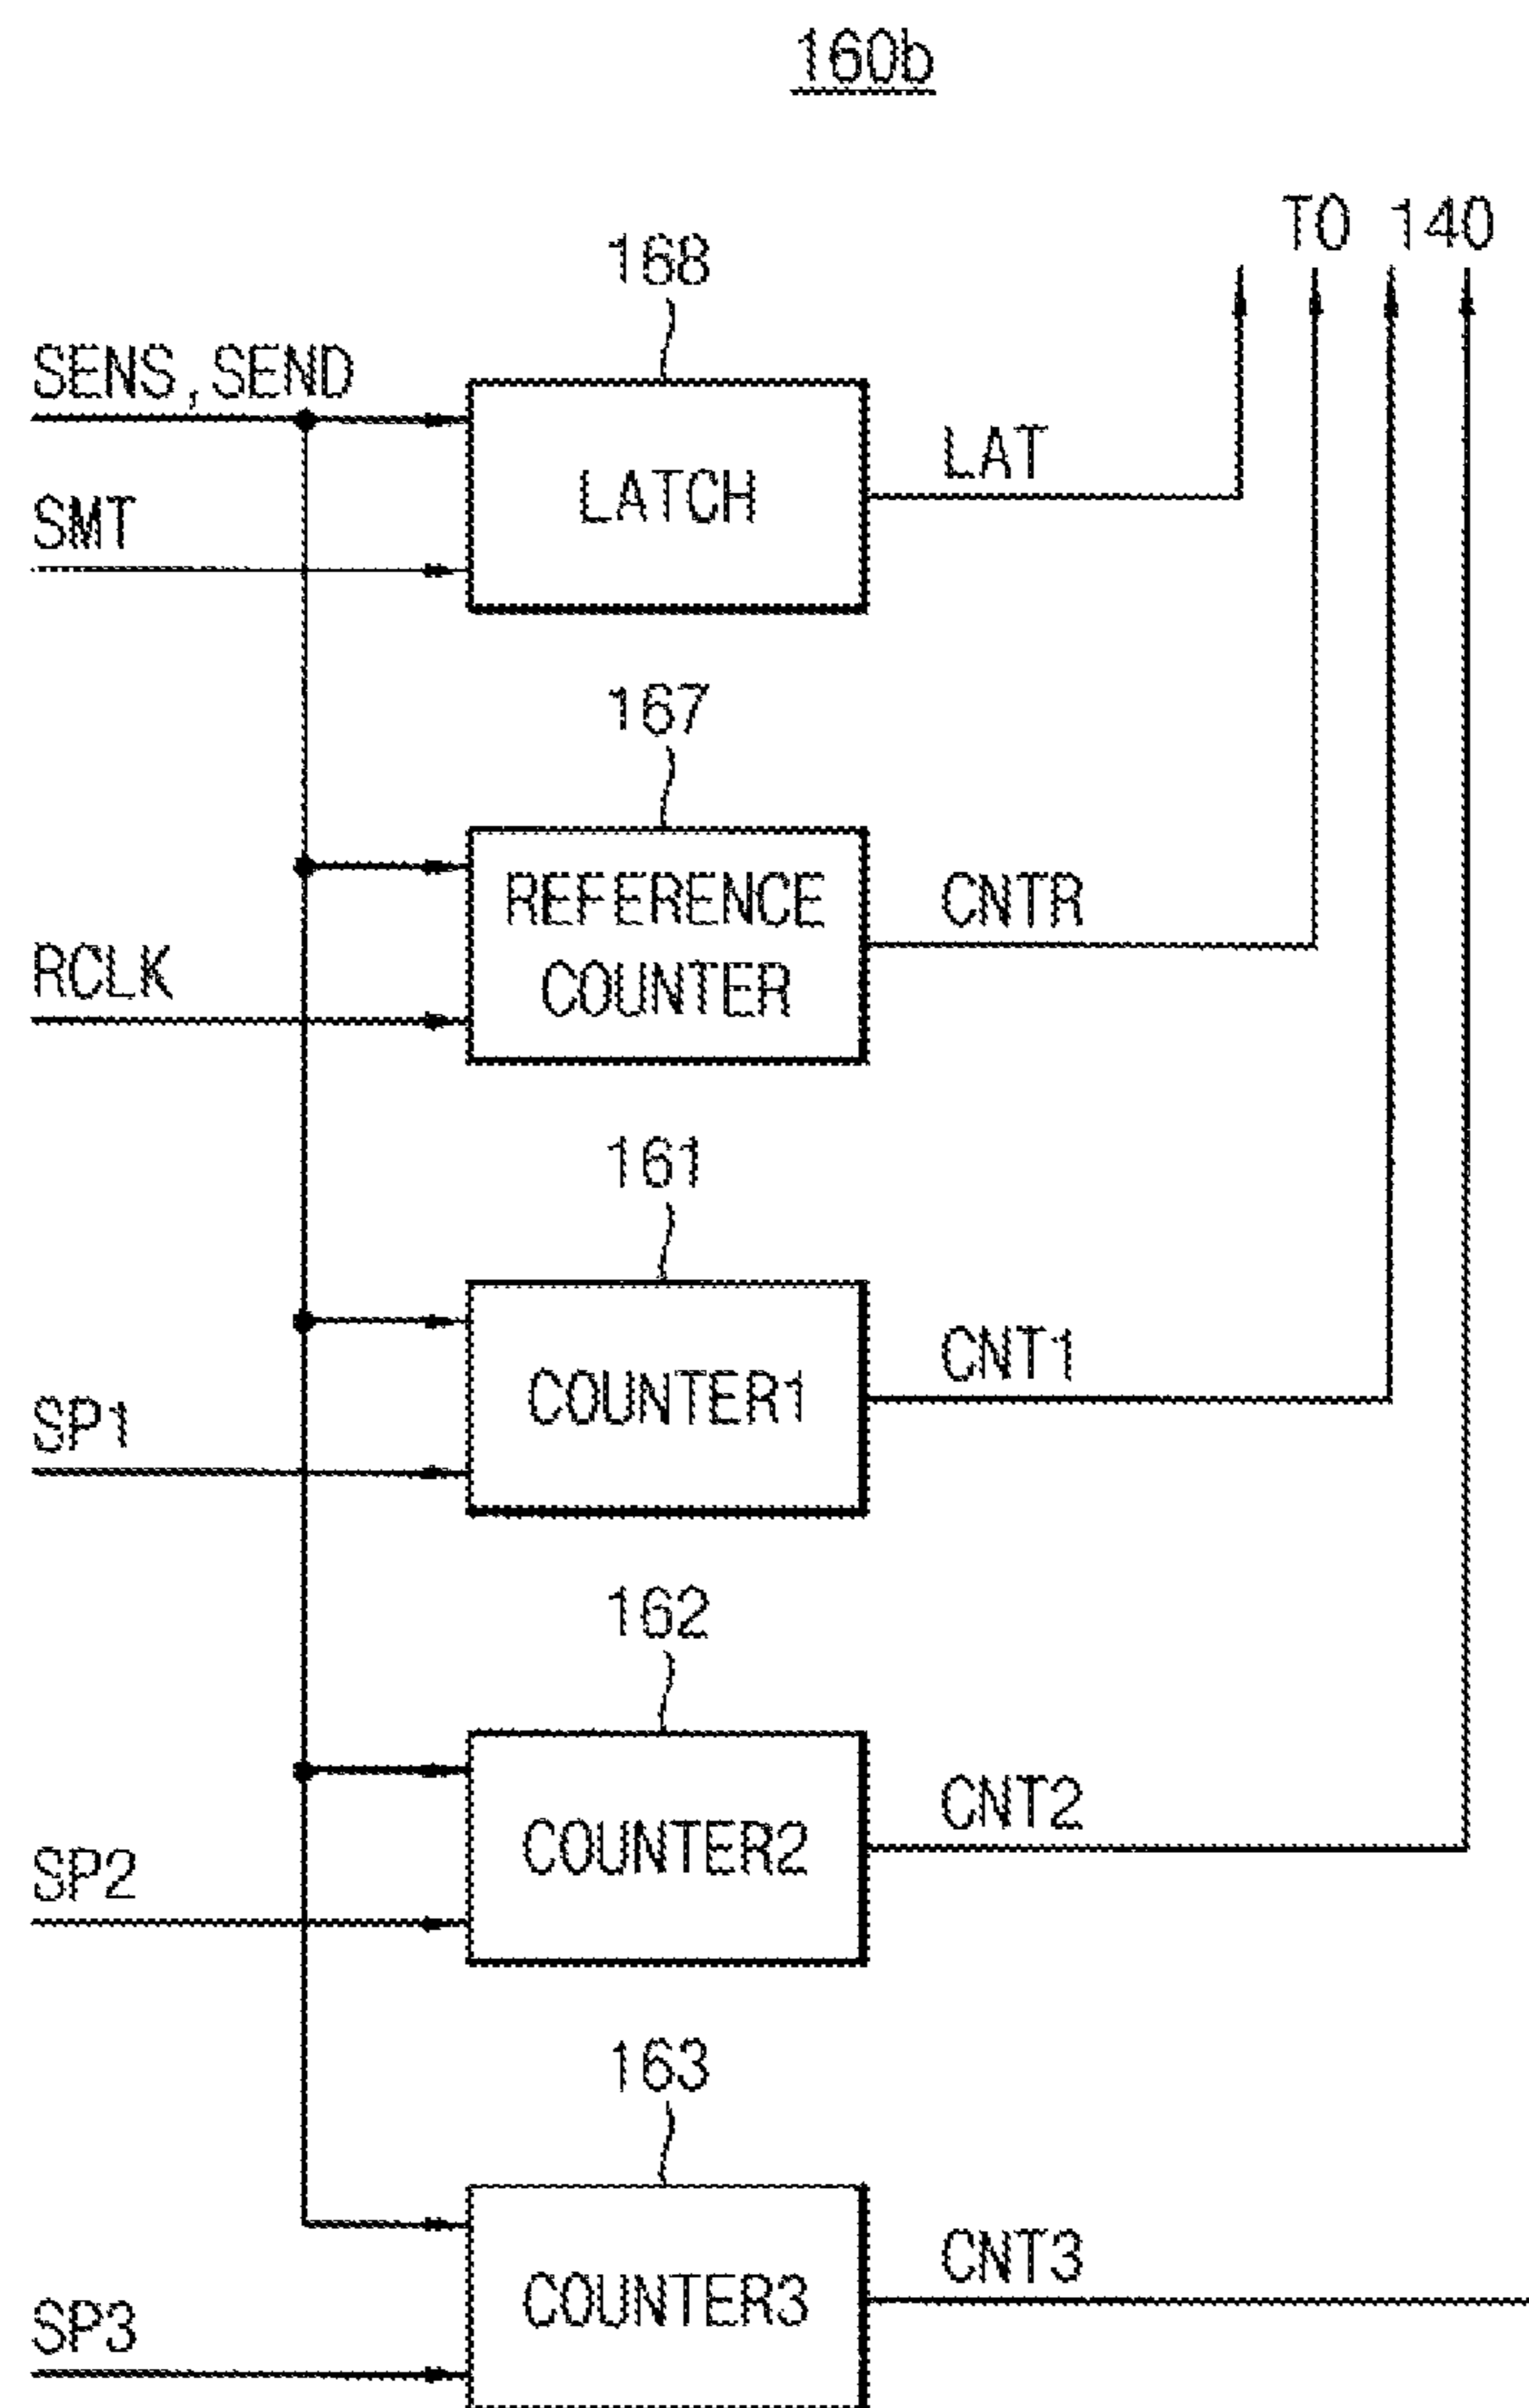 160b
TO 140
168
SENS,SEND
LATCH
LAT
SMT
167
REFERENCE
COUNTER
CNTR
RCLK
161
COUNTER1
CNT1
SP1
162
COUNTER2
CNT2
SP2
163
COUNTER3
CNT3
SP3